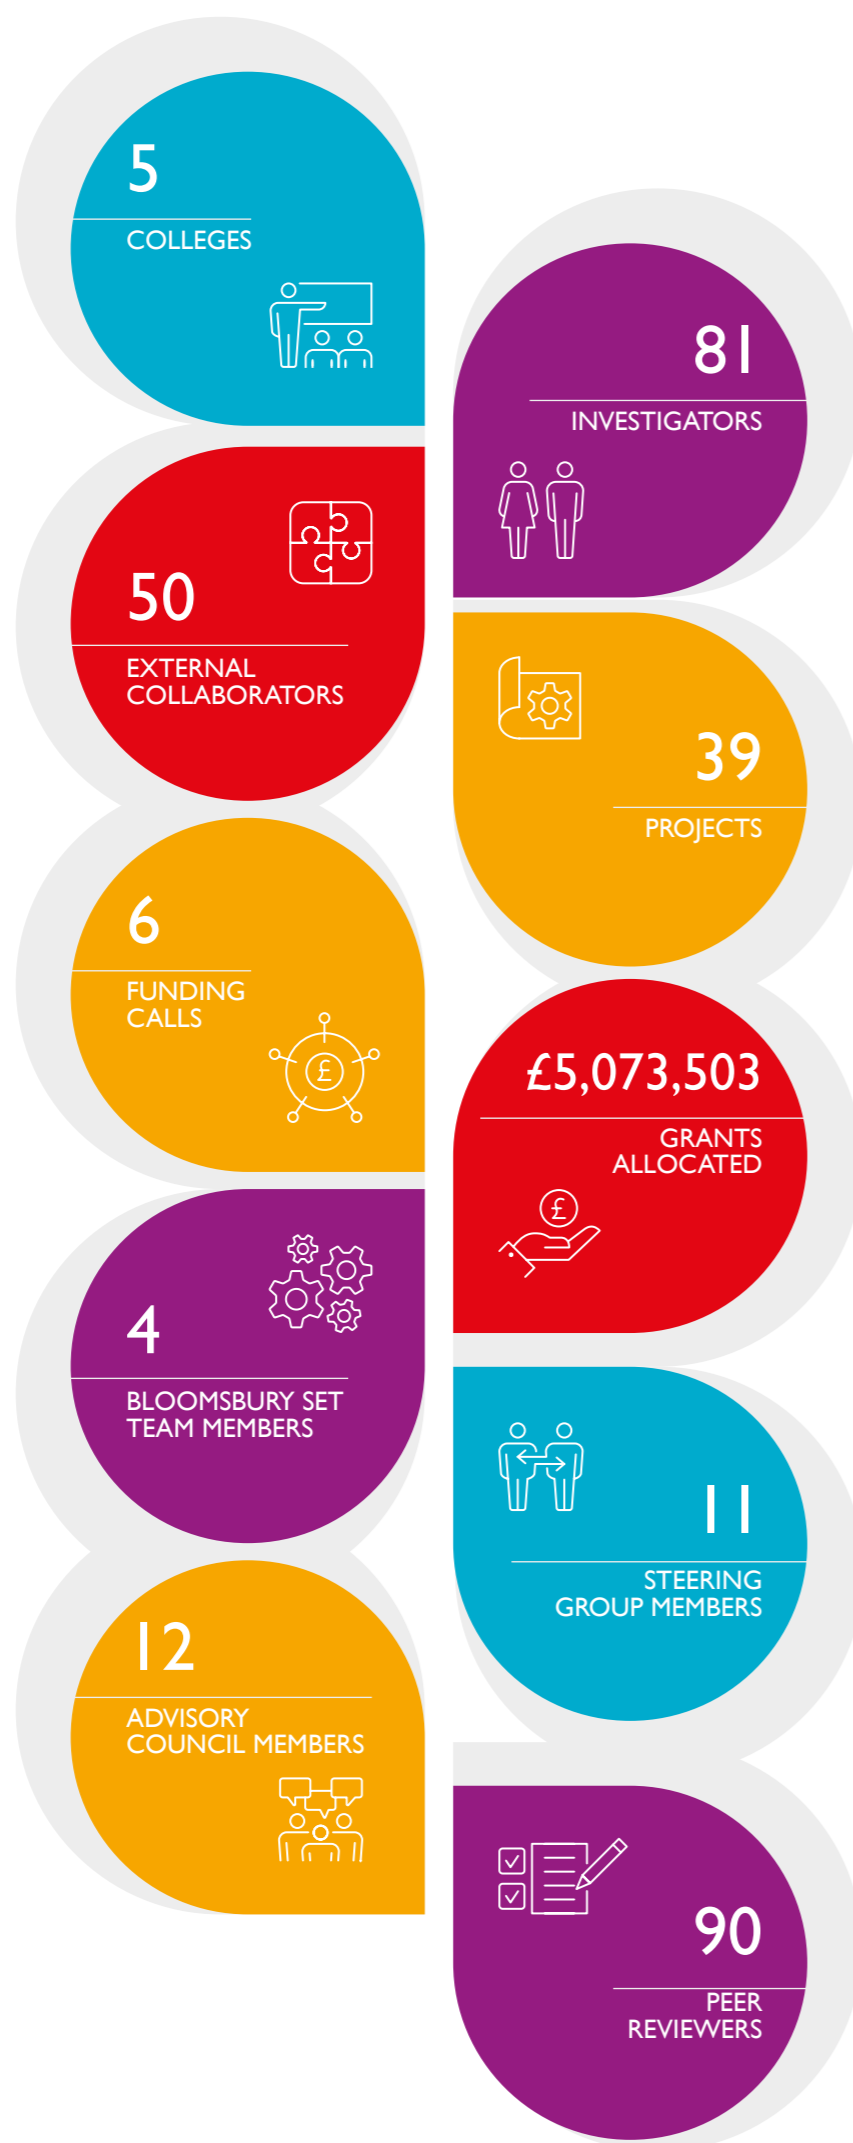 5
COLLEGES
81
INVESTIGATORS
50
EXTERNAL
COLLABORATORS
39
PROJECTS
6
FUNDING
CALLS
£
£5,073,503
GRANTS
ALLOCATED
£
4
BLOOMSBURY SET
TEAM MEMBERS
11
STEERING
GROUP MEMBERS
12
ADVISORY
COUNCIL MEMBERS
90
PEER
REVIEWERS